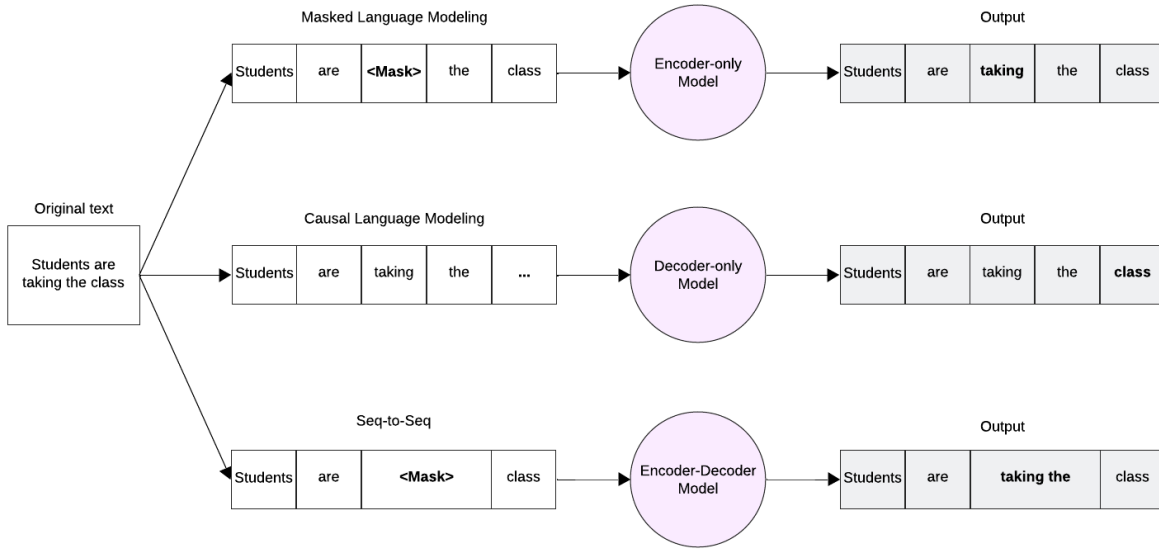 Masked Language Modeling
Output
Students are <Mask> the class
Encoder-only
Model
Students are taking the class
Original text
Students are
taking the class
Causal Language Modeling
Output
Students are taking the ...
Decoder-only
Model
Students are taking the class
Seq-to-Seq
Output
Students are <Mask> class
Encoder-Decoder
Model
Students are taking the class